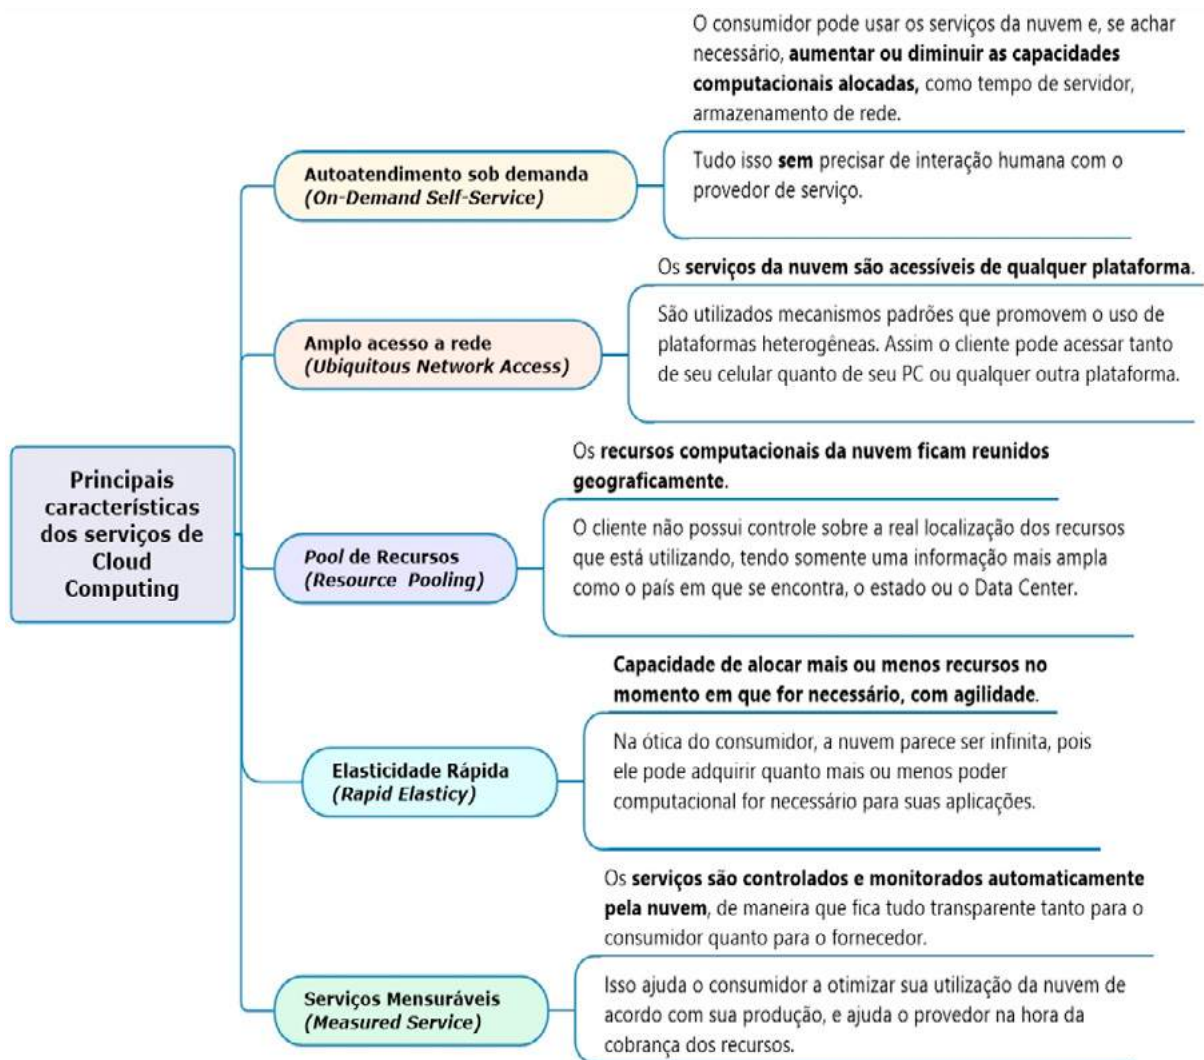 Principais
características
dos serviços de
Cloud
Computing
Autoatendimento sob demanda
(On-Demand Self-Service)
O consumidor pode usar os serviços da nuvem e, se achar
necessário, aumentar ou diminuir as capacidades
computacionais alocadas, como tempo de servidor,
armazenamento de rede.
Tudo isso sem precisar de interação humana com o
provedor de serviço.
Amplo acesso a rede
(Ubiquitous Network Access)
Os serviços da nuvem são acessíveis de qualquer plataforma.
São utilizados mecanismos padrões que promovem o uso de
plataformas heterogêneas. Assim o cliente pode acessar tanto
de seu celular quanto de seu PC ou qualquer outra plataforma.
Pool de Recursos
(Resource Pooling)
Os recursos computacionais da nuvem ficam reunidos
geograficamente.
O cliente não possui controle sobre a real localização dos recursos
que está utilizando, tendo somente uma informação mais ampla
como o país em que se encontra, o estado ou o Data Center.
Elasticidade Rápida
(Rapid Elasticy)
Capacidade de alocar mais ou menos recursos no
momento em que for necessário, com agilidade.
Na ótica do consumidor, a nuvem parece ser infinita, pois
ele pode adquirir quanto mais ou menos poder
computacional for necessário para suas aplicações.
Serviços Mensuráveis
(Measured Service)
Os serviços são controlados e monitorados automaticamente
pela nuvem, de maneira que fica tudo transparente tanto para o
consumidor quanto para o fornecedor.
Isso ajuda o consumidor a otimizar sua utilização da nuvem de
acordo com sua produção, e ajuda o provedor na hora da
cobrança dos recursos.